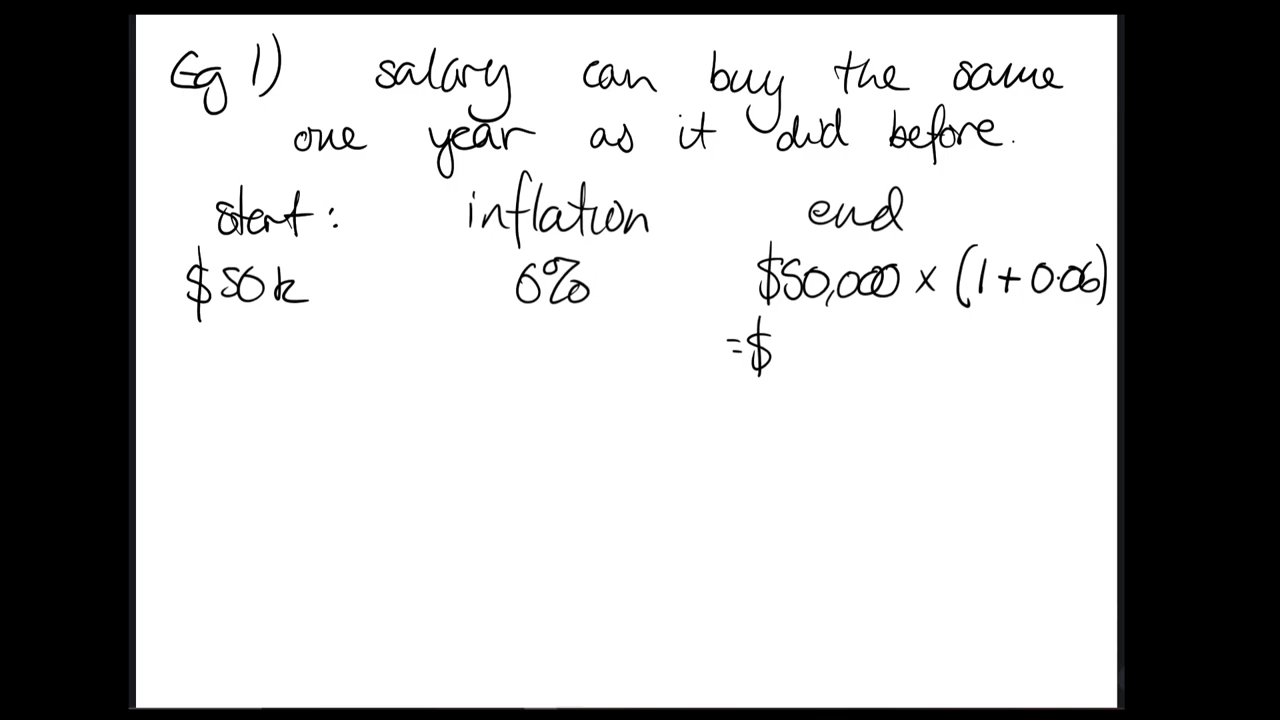 Eg 1) salary can buy the same
one year as it did before.
start: inflation end
$50k 6% $50,000 × (1+0.06)
=$